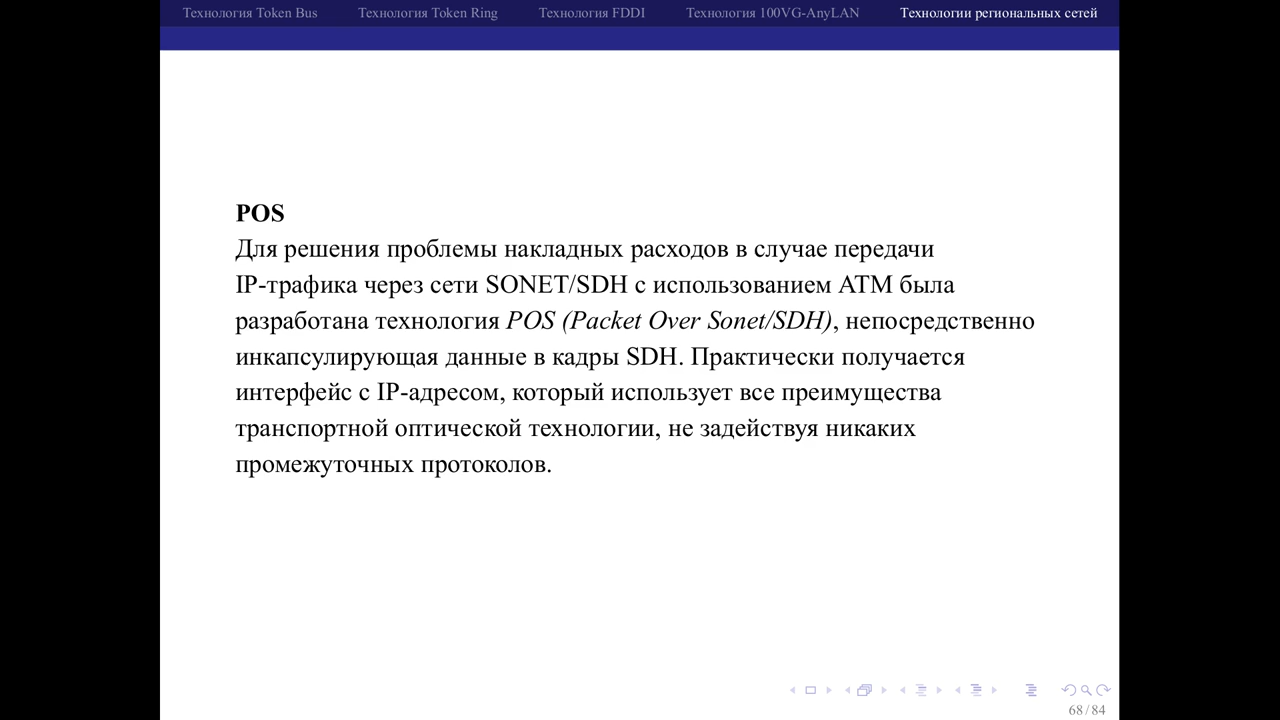 Технология Token Bus Технология Token Ring Технология FDDI Технология 100VG-AnyLAN Технологии региональных сетей
POS
Для решения проблемы накладных расходов в случае передачи
IP-трафика через сети SONET/SDH с использованием ATM была
разработана технология POS (Packet Over Sonet/SDH), непосредственно
инкапсулирующая данные в кадры SDH. Практически получается
интерфейс с IP-адресом, который использует все преимущества
транспортной оптической технологии, не задействуя никаких
промежуточных протоколов.
68 / 84